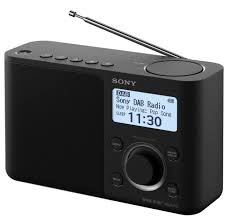 SONY
DAB
Sony DAB Radio
Now Playing: Pop Song
11:30